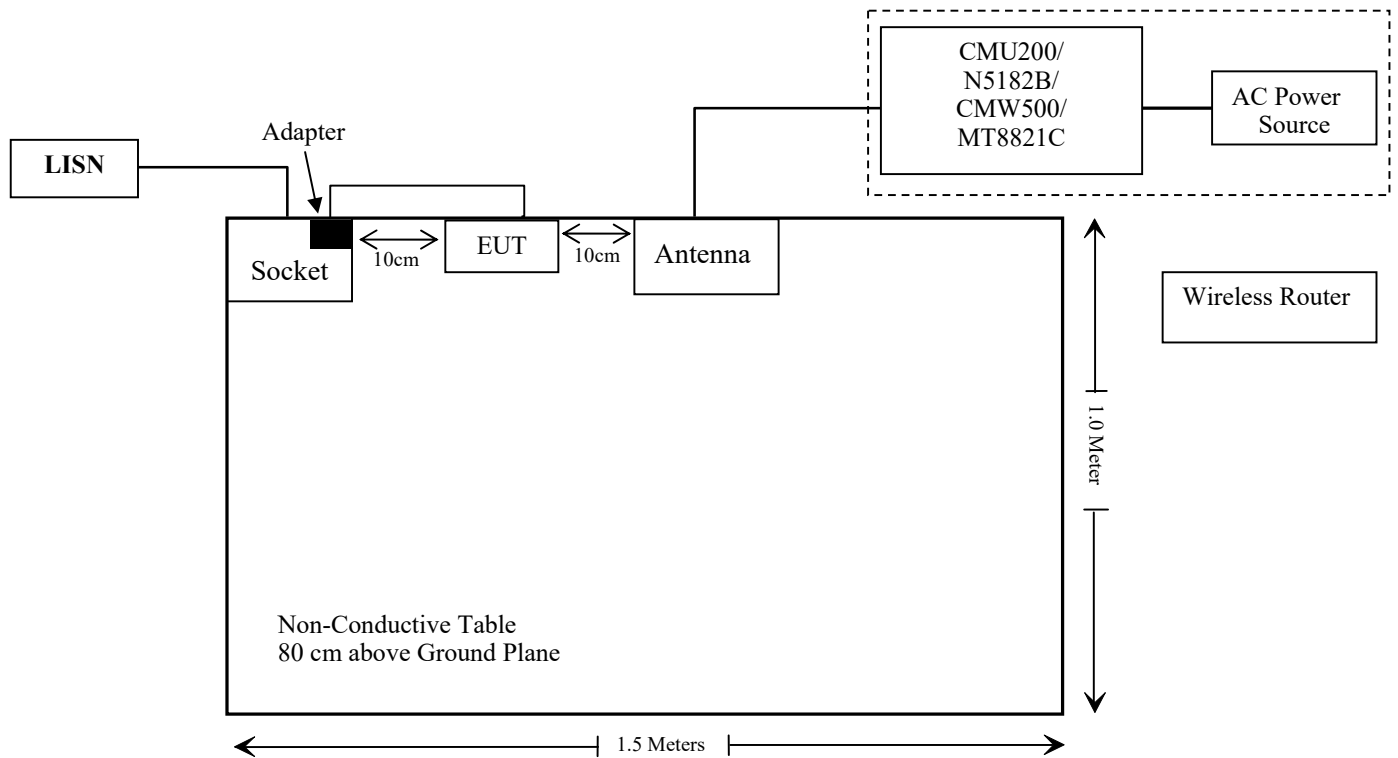 CMU200/
N5182B/
CMW500/
MT8821C
AC Power
Source
Adapter
LISN
Socket
10cm
EUT
10cm
Antenna
Wireless Router
1.0 Meter
Non-Conductive Table
80 cm above Ground Plane
1.5 Meters